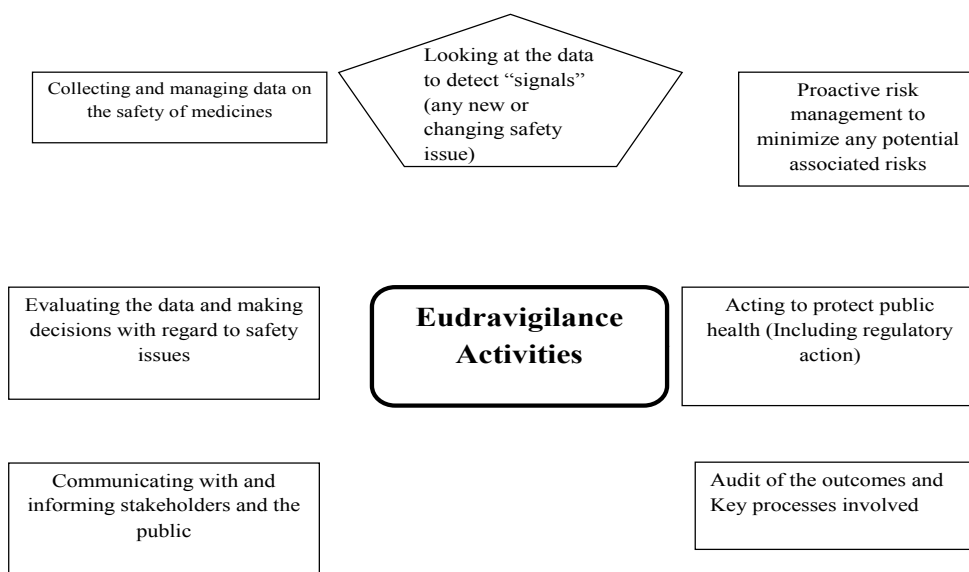 Looking at the data
to detect “signals”
(any new or
changing safety
issue)
Collecting and managing data on
the safety of medicines
Proactive risk
management to
minimize any potential
associated risks
Evaluating the data and making
decisions with regard to safety
issues
Eudravigilance
Activities
Acting to protect public
health (Including regulatory
action)
Communicating with and
informing stakeholders and the
public
Audit of the outcomes and
Key processes involved